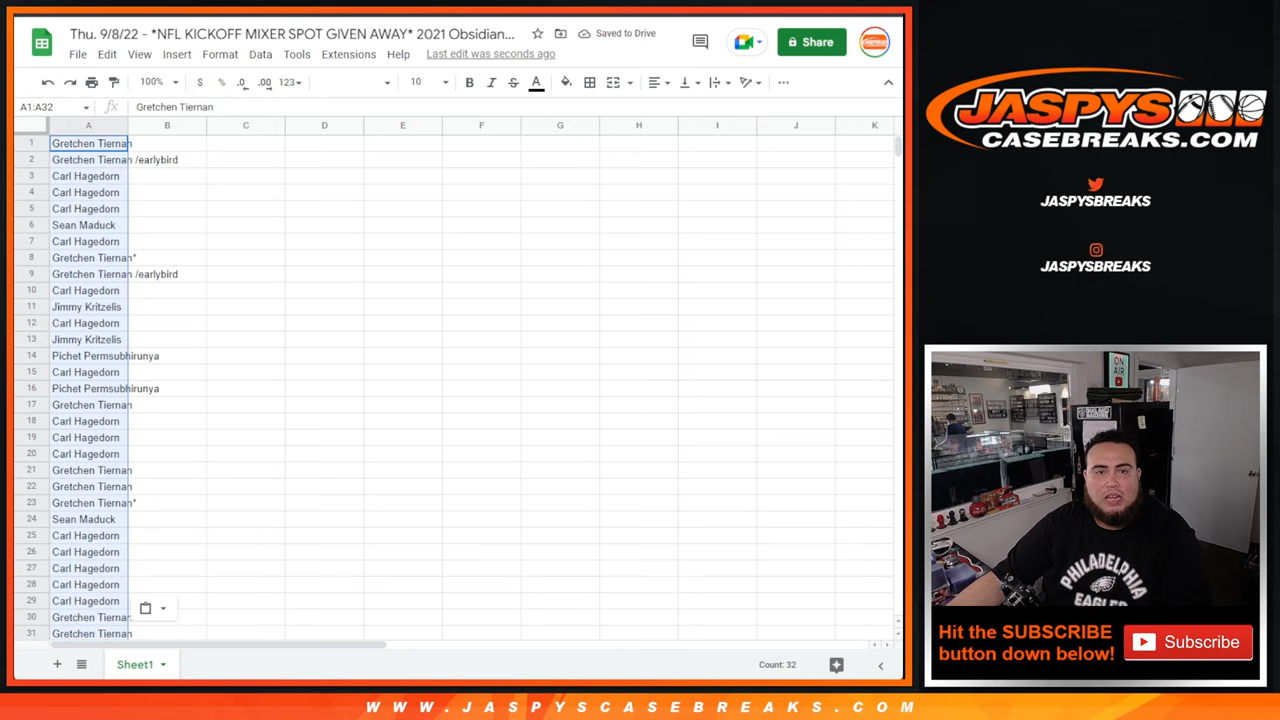 Thu. 9/8/22 - *NFL KICKOFF MIXER SPOT GIVEN AWAY* 2021 Obsidian... Saved to Drive Share
File Edit View Insert Format Data Tools Extensions Help Last edit was seconds ago
100% $ % .0 .00 123 10 B I S A
A1:A32 fx Gretchen Tiernan
A B C D E F G H I J K
1 Gretchen Tiernan
2 Gretchen Tiernan /earlybird
3 Carl Hagedorn
4 Carl Hagedorn
5 Carl Hagedorn
6 Sean Maduck
7 Carl Hagedorn
8 Gretchen Tiernan*
9 Gretchen Tiernan /earlybird
10 Carl Hagedorn
11 Jimmy Kritzelis
12 Carl Hagedorn
13 Jimmy Kritzelis
14 Pichet Permsubhirunya
15 Carl Hagedorn
16 Pichet Permsubhirunya
17 Gretchen Tiernan
18 Carl Hagedorn
19 Carl Hagedorn
20 Carl Hagedorn
21 Gretchen Tiernan
22 Gretchen Tiernan
23 Gretchen Tiernan*
24 Sean Maduck
25 Carl Hagedorn
26 Carl Hagedorn
27 Carl Hagedorn
28 Carl Hagedorn
29 Carl Hagedorn
30 Gretchen Tiernan
31 Gretchen Tiernan
Sheet1 Count: 32
JASPYS
CASEBREAKS.COM
JASPYSBREAKS
JASPYSBREAKS
ON
AIR
PHILADELPHIA
EAGLES
Hit the SUBSCRIBE
button down below!
Subscribe
WWW.JASPYSCASEBREAKS.COM